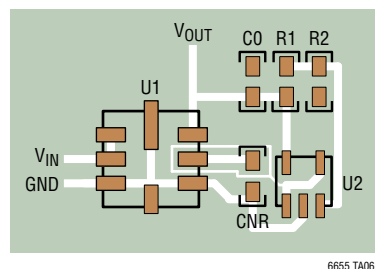 VOUT C0 R1 R2
U1
VIN
GND
U2
CNR
6655 TA06